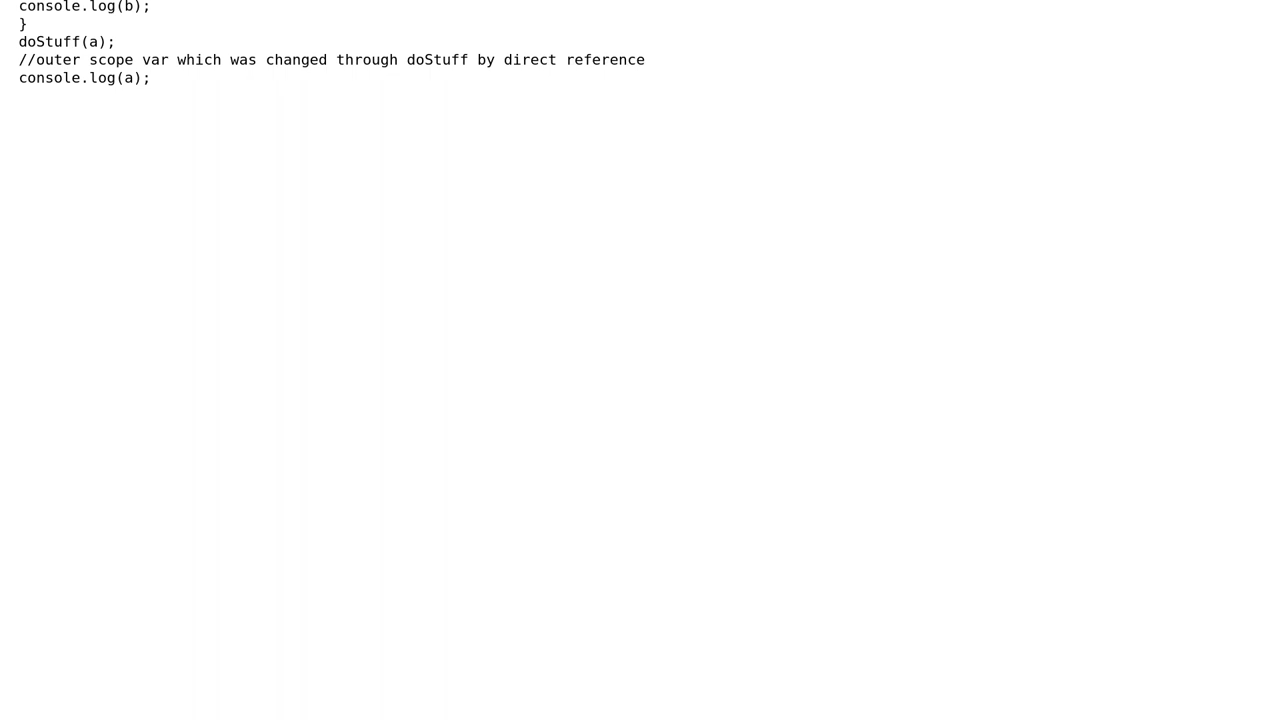 console.log(b);
}
doStuff(a);
//outer scope var which was changed through doStuff by direct reference
console.log(a);